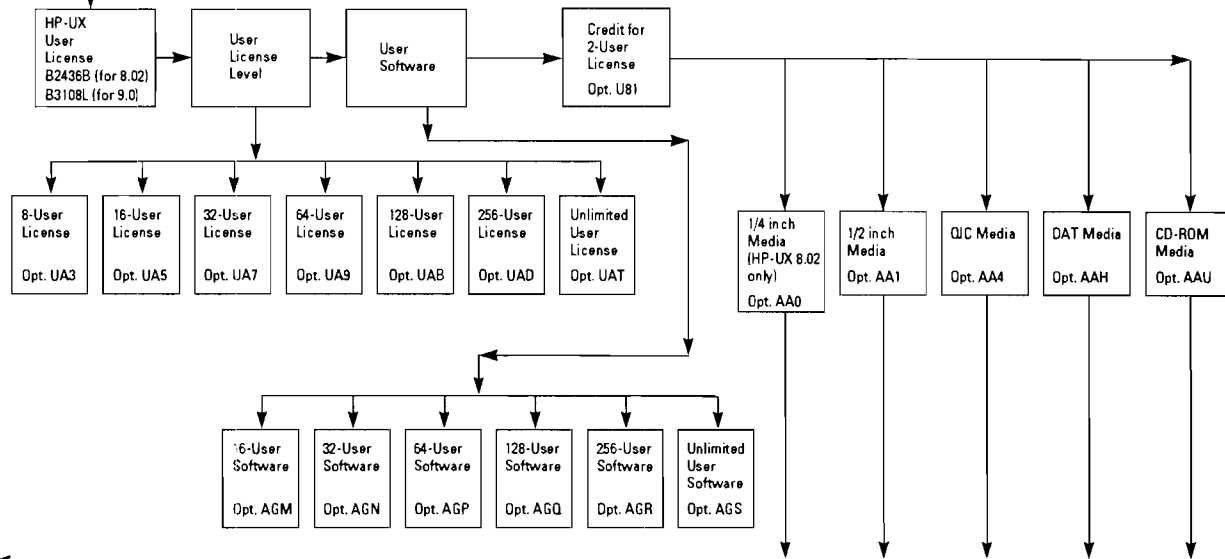 HP-UX
User
License
B2436B (for 8.02)
B3108L (for 9.0)
User
License
Level
User
Software
Credit for
2-User
License
Opt. U81
8-User
License
Opt. UA3
16-User
License
Opt. UA5
32-User
License
Opt. UA7
64-User
License
Opt. UA9
128-User
License
Opt. UAB
256-User
License
Opt. UAD
Unlimited
User
License
Opt. UAT
1/4 inch
Media
(HP-UX 8.02
only)
Opt. AA0
1/2 inch
Media
Opt. AA1
QIC Media
Opt. AA4
DAT Media
Opt. AAH
CD-ROM
Media
Opt. AAU
16-User
Software
Opt. AGM
32-User
Software
Opt. AGN
64-User
Software
Opt. AGP
128-User
Software
Opt. AGQ
256-User
Software
Opt. AGR
Unlimited
User
Software
Opt. AGS